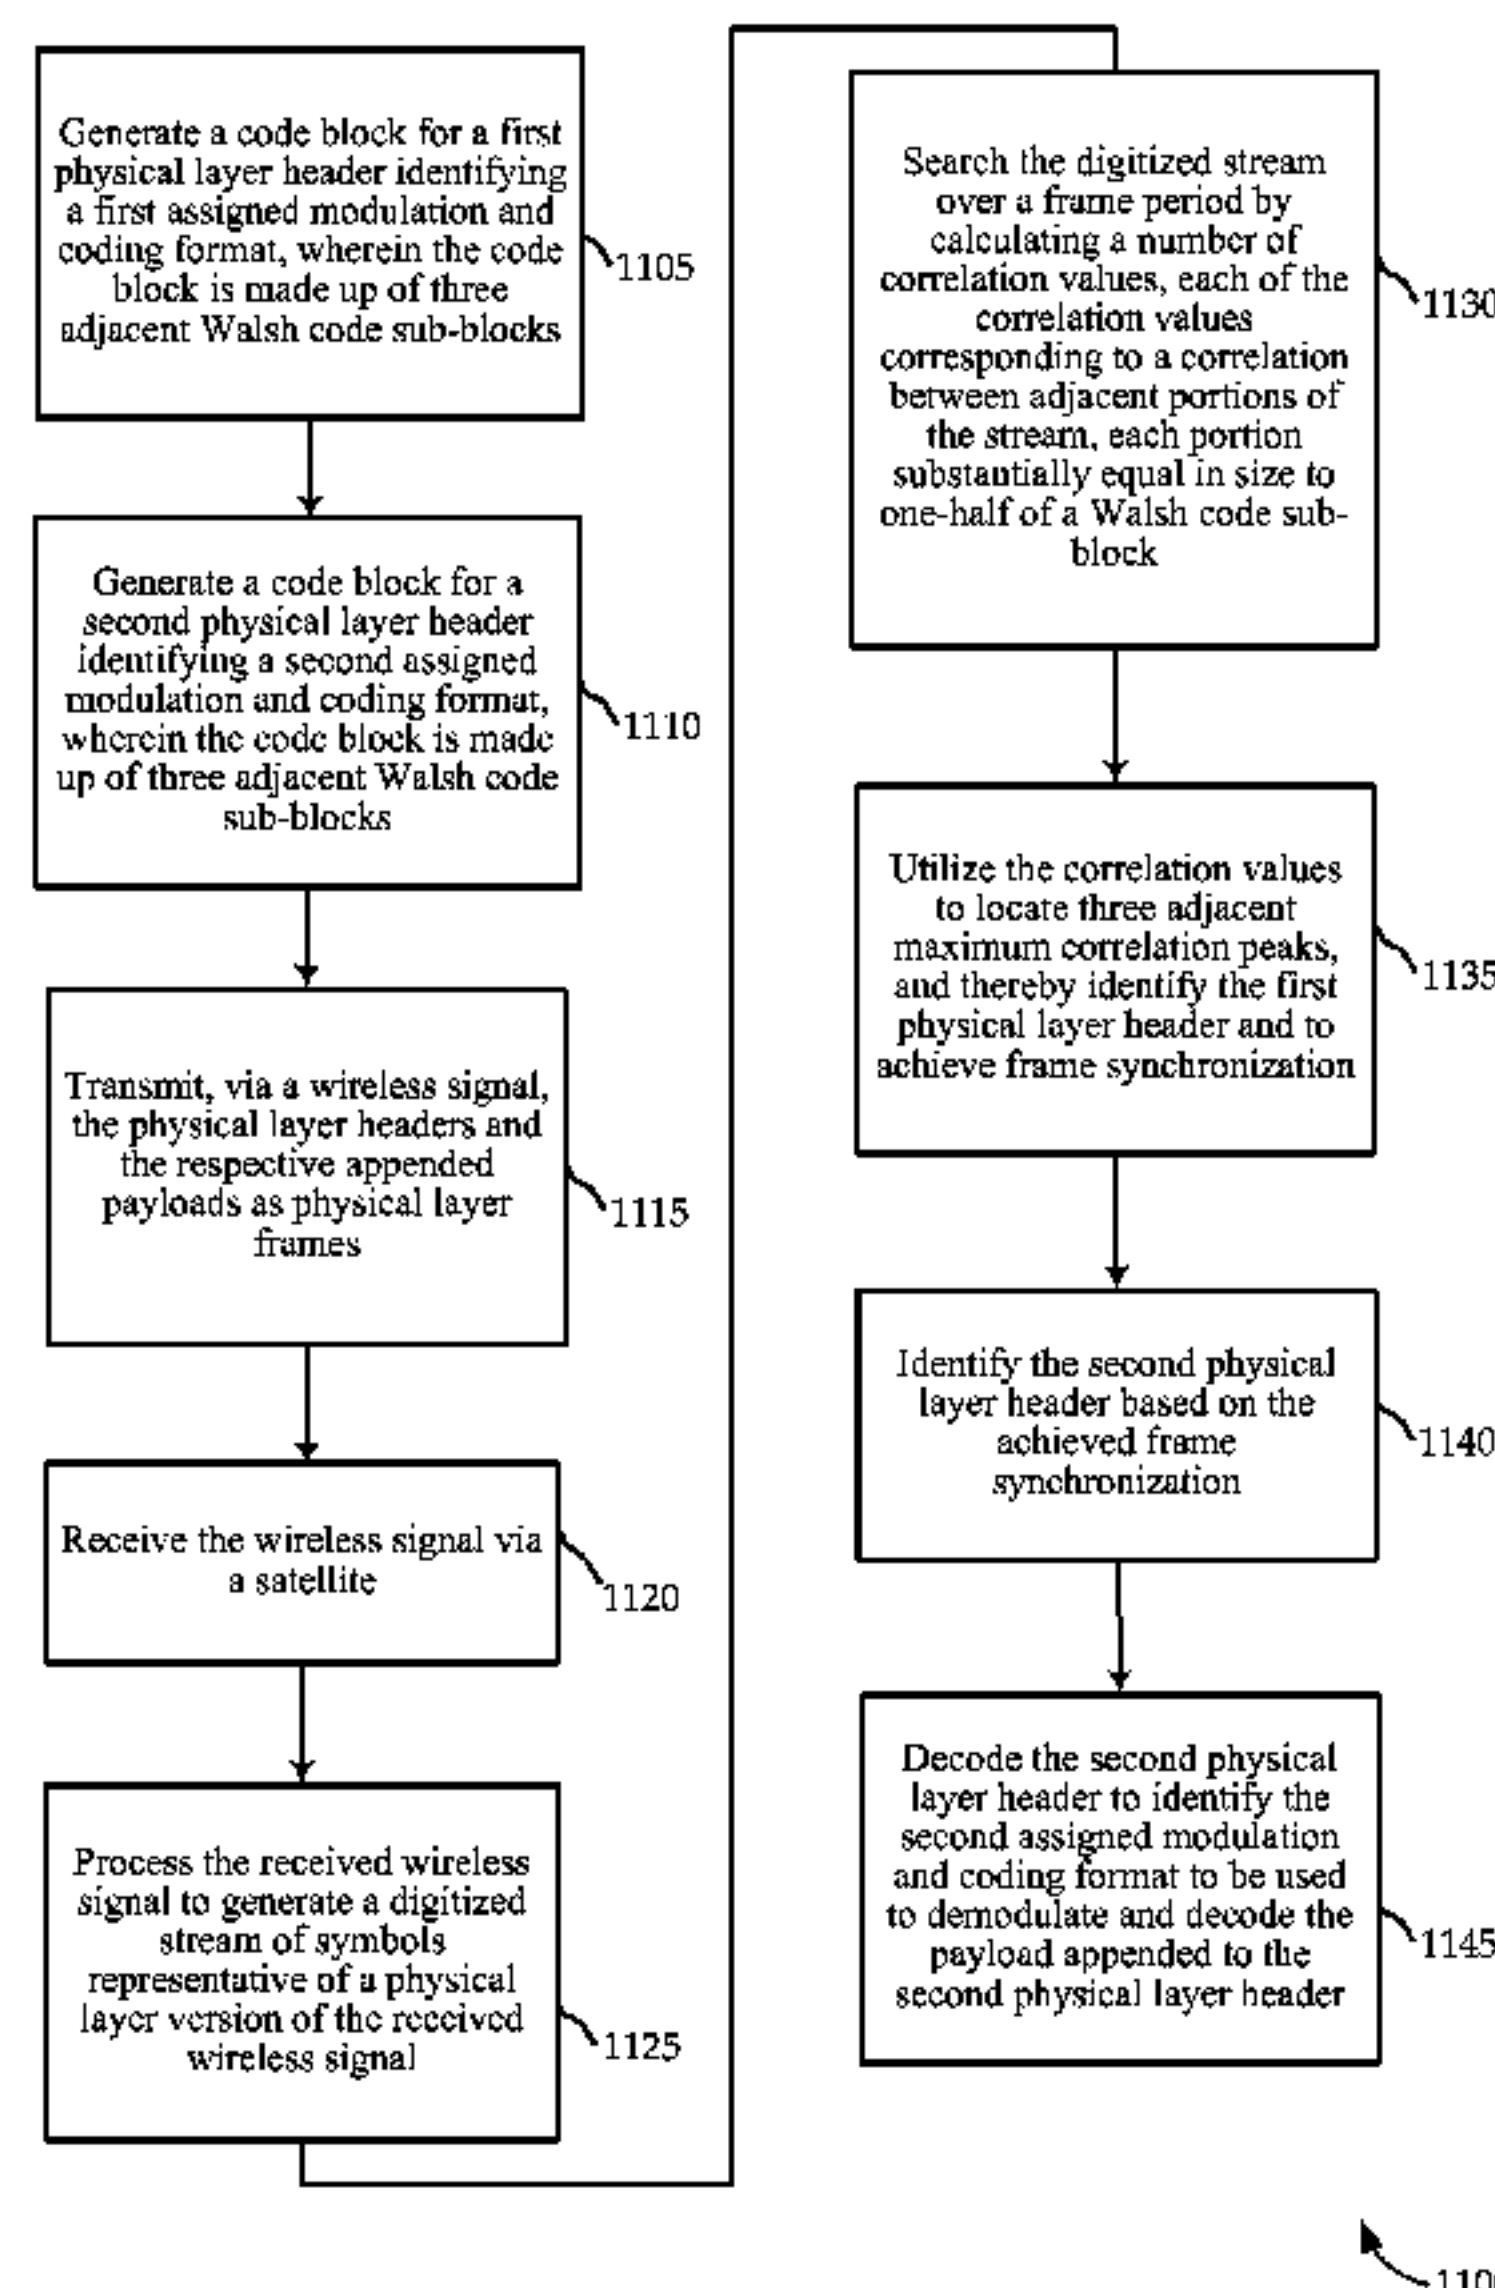 Generate a code block for a first
physical layer header identifying
a first assigned modulation and
coding format, wherein the code
block is made up of three
adjacent Walsh code sub-blocks
1105
Generate a code block for a
second physical layer header
identifying a second assigned
modulation and coding format,
wherein the code block is made
up of three adjacent Walsh code
sub-blocks
1110
Transmit, via a wireless signal,
the physical layer headers and
the respective appended
payloads as physical layer
frames
1115
Receive the wireless signal via
a satellite
1120
Process the received wireless
signal to generate a digitized
stream of symbols
representative of a physical
layer version of the received
wireless signal
1125
Search the digitized stream
over a frame period by
calculating a number of
correlation values, each of the
correlation values
corresponding to a correlation
between adjacent portions of
the stream, each portion
substantially equal in size to
one-half of a Walsh code sub-
block
1130
Utilize the correlation values
to locate three adjacent
maximum correlation peaks,
and thereby identify the first
physical layer header and to
achieve frame synchronization
1135
Identify the second physical
layer header based on the
achieved frame
synchronization
1140
Decode the second physical
layer header to identify the
second assigned modulation
and coding format to be used
to demodulate and decode the
payload appended to the
second physical layer header
1145